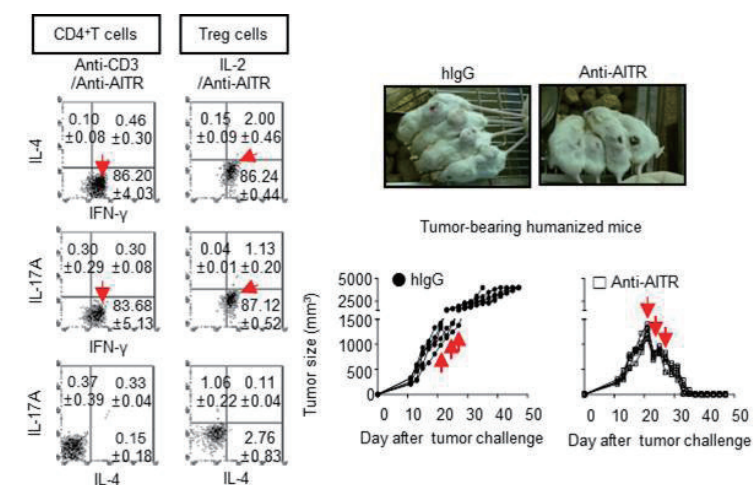 CD4+T cells
Treg cells
Anti-CD3
/Anti-AITR
IL-2
/Anti-AITR
IL-4
0.10
±0.08
0.46
±0.30
86.20
±4.03
0.15
±0.09
2.00
±0.46
86.24
±0.44
IFN-γ
IL-17A
0.30
±0.29
0.30
±0.08
83.68
±5.13
0.04
±0.01
1.13
±0.20
87.12
±0.52
IFN-γ
IL-17A
0.37
±0.39
0.33
±0.04
0.15
±0.18
1.06
±0.22
0.11
±0.04
2.76
±0.83
IL-4
IL-4
hIgG
Anti-AITR
Tumor-bearing humanized mice
Tumor size (mm³)
5000
2500
1500
1000
500
0
hIgG
0 10 20 30 40 50
Day after tumor challenge
Anti-AITR
0 10 20 30 40 50
Day after tumor challenge